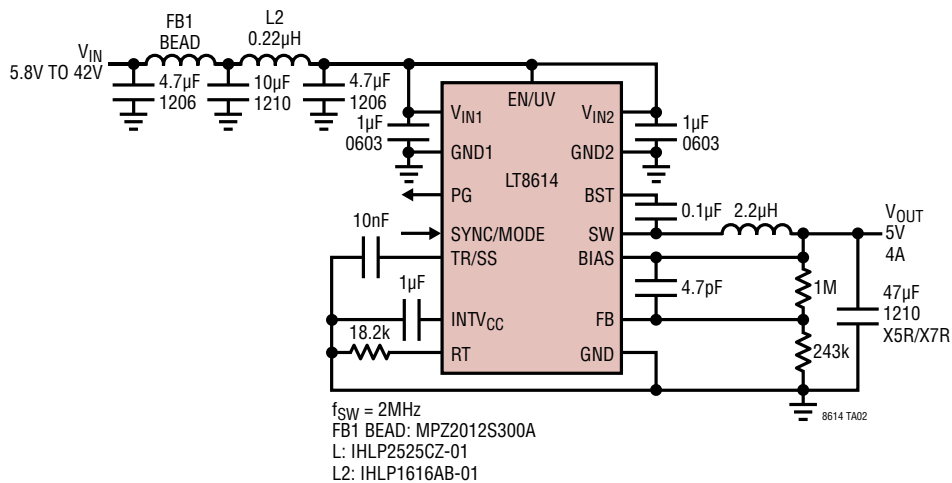 FB1
BEAD
L2
0.22µH
VIN
5.8V TO 42V
4.7µF
1206
10µF
1210
4.7µF
1206
EN/UV
VIN1
VIN2
1µF
0603
1µF
0603
GND1
GND2
LT8614
PG
BST
10nF
0.1µF
2.2µH
VOUT
5V
4A
SYNC/MODE
SW
TR/SS
BIAS
1µF
4.7pF
1M
47µF
1210
X5R/X7R
INTVCC
FB
18.2k
RT
GND
243k
fSW = 2MHz
FB1 BEAD: MPZ2012S300A
L: IHLP2525CZ-01
L2: IHLP1616AB-01
8614 TA02